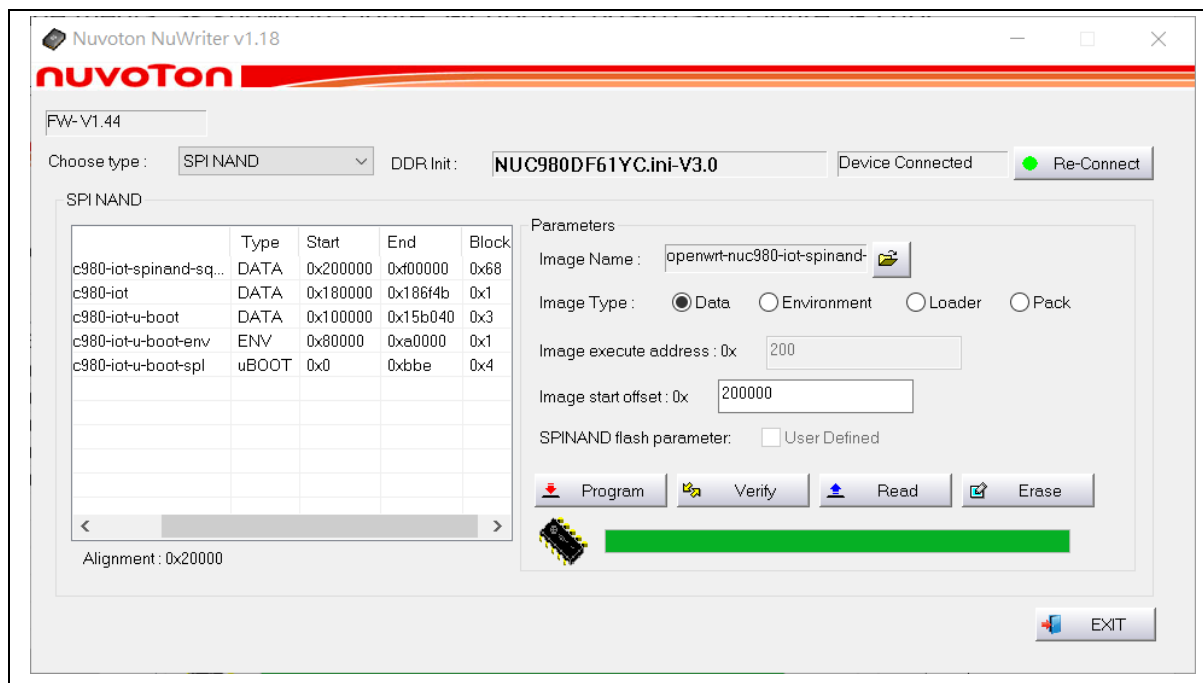 Nuvoton NuWriter v1.18
nuvoTon
FW- V1.44
Choose type : SPI NAND DDR Init : NUC980DF61YC.ini-V3.0 Device Connected Re-Connect
SPI NAND
Type Start End Block
c980-iot-spinand-sq... DATA 0x200000 0xf00000 0x68
c980-iot DATA 0x180000 0x186f4b 0x1
c980-iot-u-boot DATA 0x100000 0x15b040 0x3
c980-iot-u-boot-env ENV 0x80000 0xa0000 0x1
c980-iot-u-boot-spl uBOOT 0x0 0xbbe 0x4
Alignment : 0x20000
Parameters
Image Name : openwrt-nuc980-iot-spinand-
Image Type : Data Environment Loader Pack
Image execute address : 0x 200
Image start offset : 0x 200000
SPINAND flash parameter: User Defined
Program Verify Read Erase
EXIT